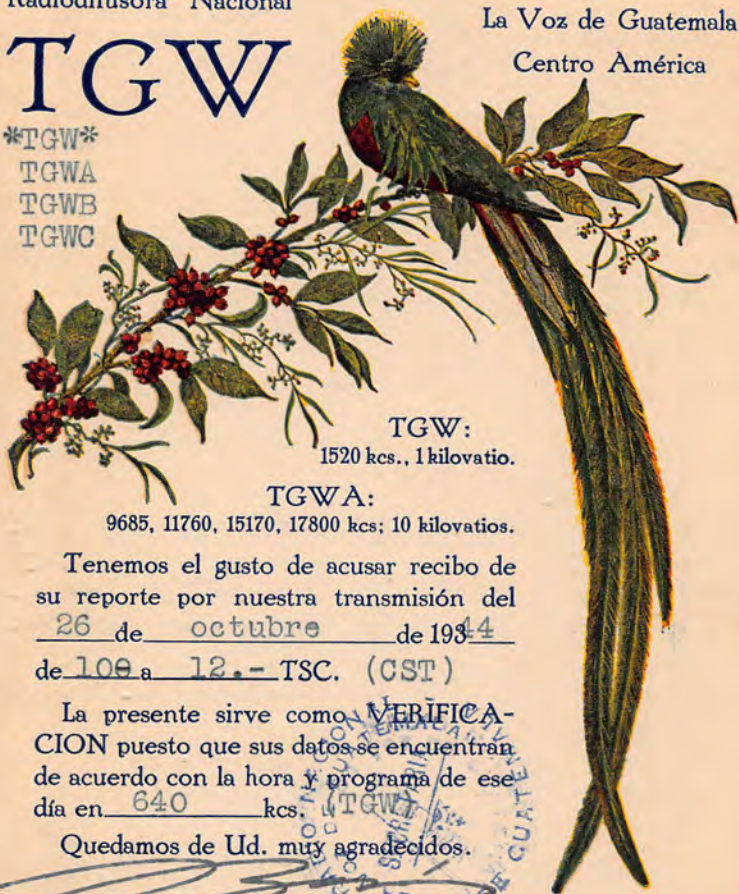 Radiodifusora Nacional
La Voz de Guatemala
Centro América
TGW
*TGW*
TGWA
TGWB
TGWC
TGW:
1520 kcs., 1 kilovatio.
TGWA:
9685, 11760, 15170, 17800 kcs; 10 kilovatios.
Tenemos el gusto de acusar recibo de
su reporte por nuestra transmisión del
26 de octubre de 1944
de 10 a 12.- TSC. (CST)
La presente sirve como VERIFICA-
CION puesto que sus datos se encuentran
de acuerdo con la hora y programa de ese
día en 640 kcs. (TGW)
Quedamos de Ud. muy agradecidos.
DE GUATEMALA